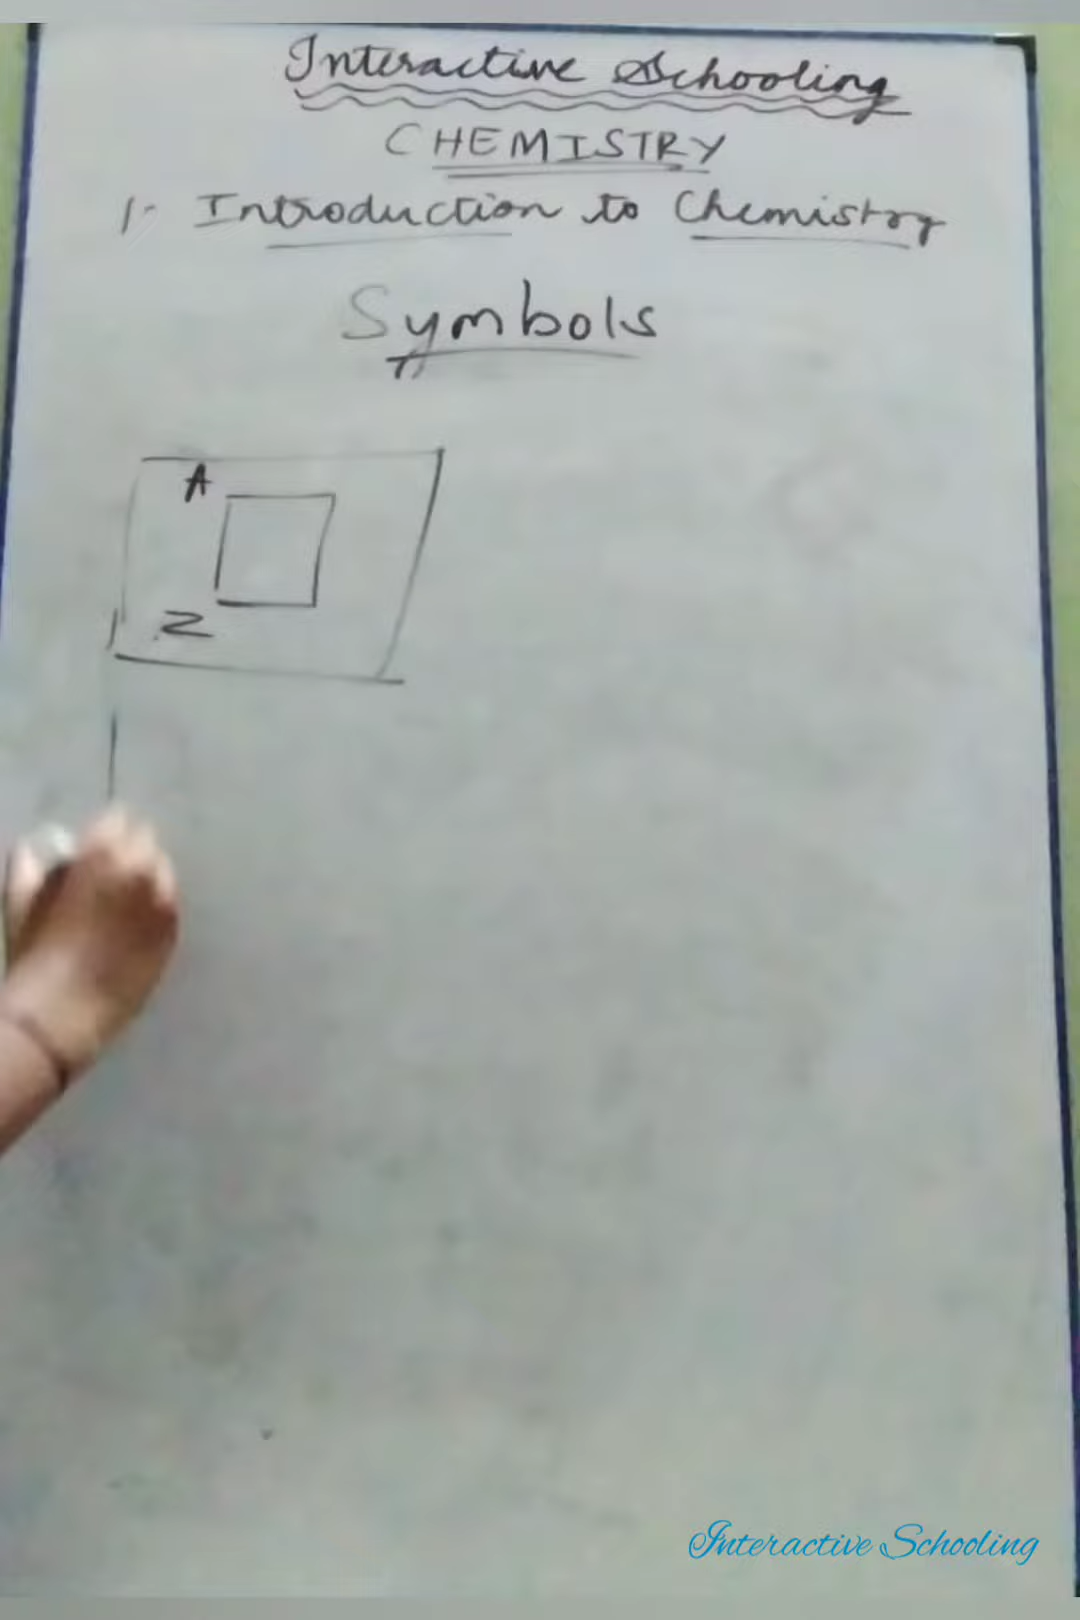 Interactive Schooling
CHEMISTRY
1. Introduction to Chemistry
Symbols
A
Z
Interactive Schooling